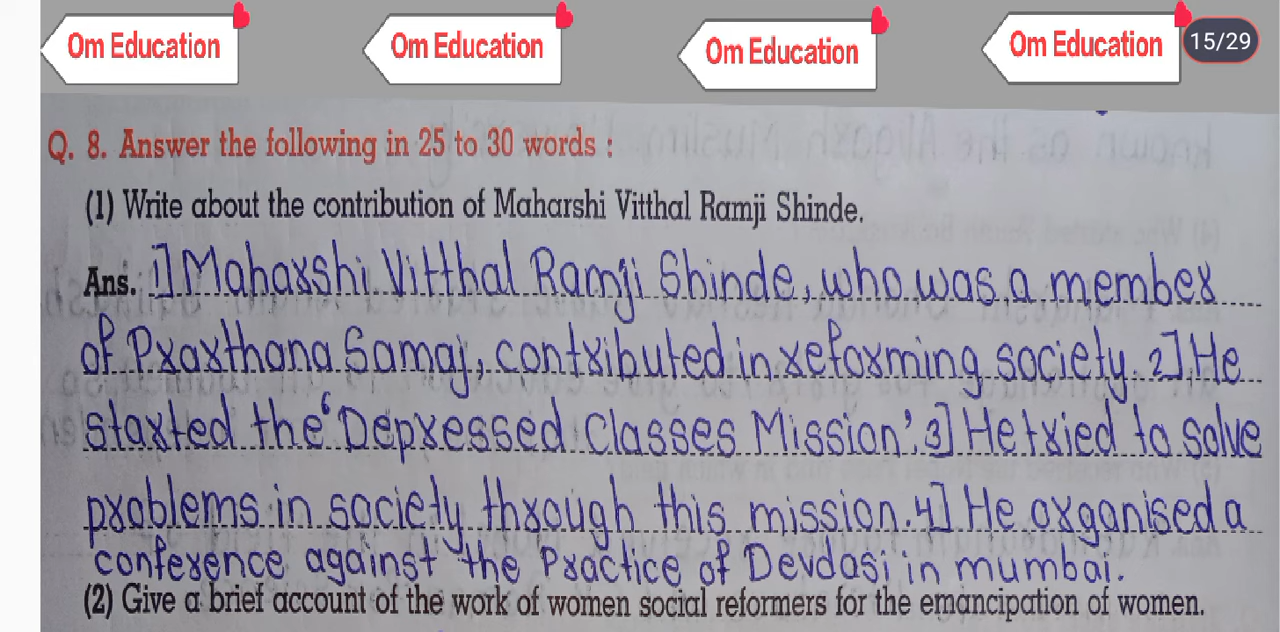 Om Education Om Education Om Education Om Education 15/29
Q. 8. Answer the following in 25 to 30 words :
(1) Write about the contribution of Maharshi Vitthal Ramji Shinde.
Ans. 1] Maharshi Vitthal Ramji Shinde, who was a member
of Prarthana Samaj, contributed in reforming society. 2] He
started the 'Depressed Classes Mission'. 3] He tried to solve
problems in society through this mission. 4] He organised a
conference against the Practice of Devdasi in mumbai.
(2) Give a brief account of the work of women social reformers for the emancipation of women.